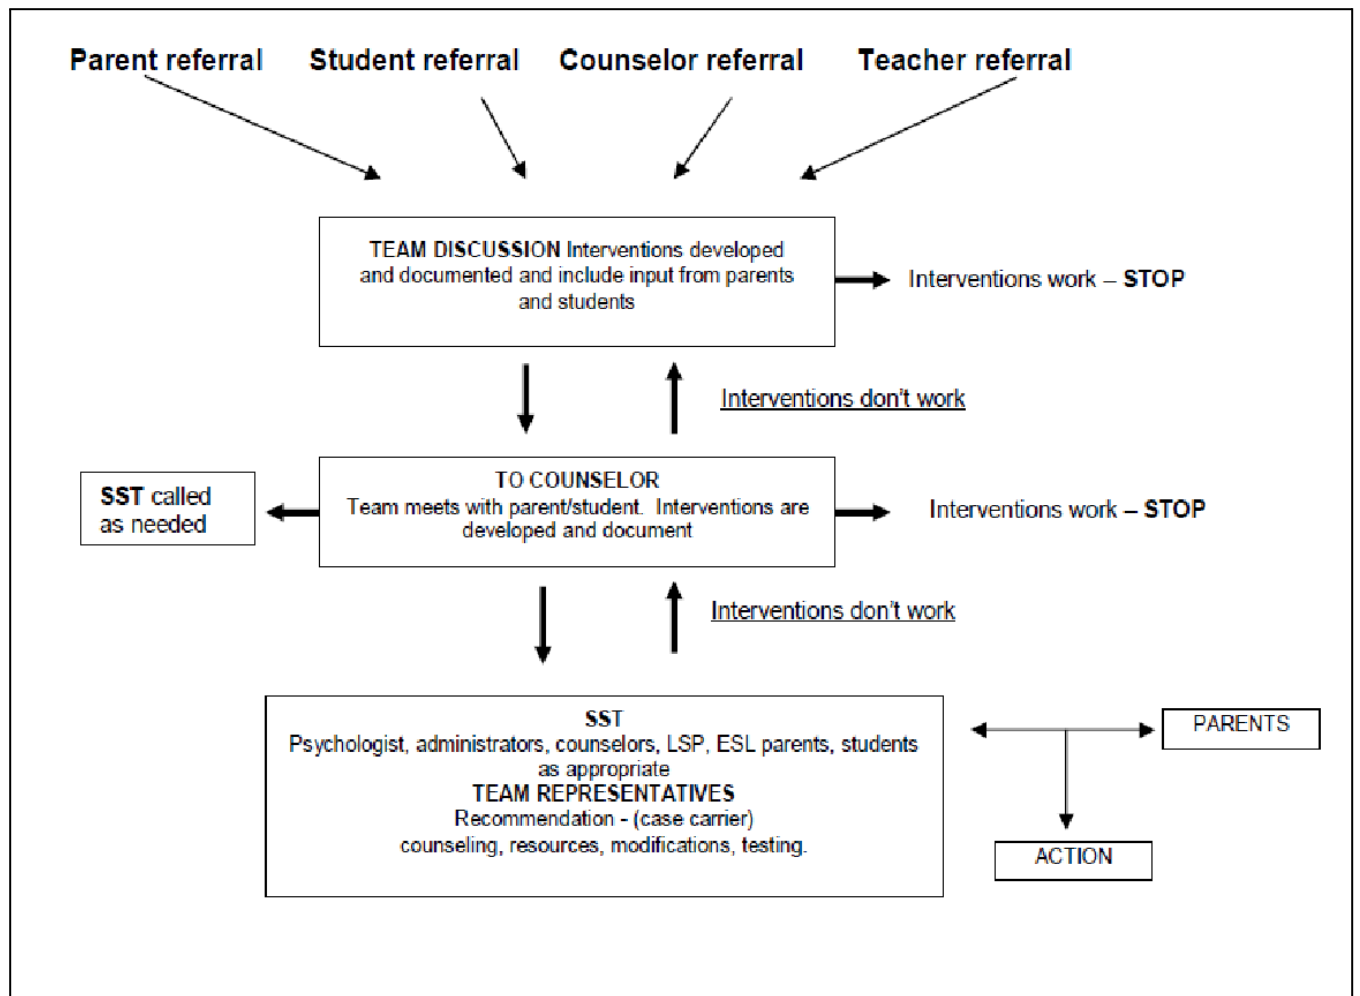 Parent referral Student referral Counselor referral Teacher referral
TEAM DISCUSSION Interventions developed
and documented and include input from parents
and students
Interventions work – STOP
Interventions don't work
TO COUNSELOR
Team meets with parent/student. Interventions are
developed and document
SST called
as needed
Interventions work – STOP
Interventions don't work
SST
Psychologist, administrators, counselors, LSP, ESL parents, students
as appropriate
TEAM REPRESENTATIVES
Recommendation - (case carrier)
counseling, resources, modifications, testing.
PARENTS
ACTION